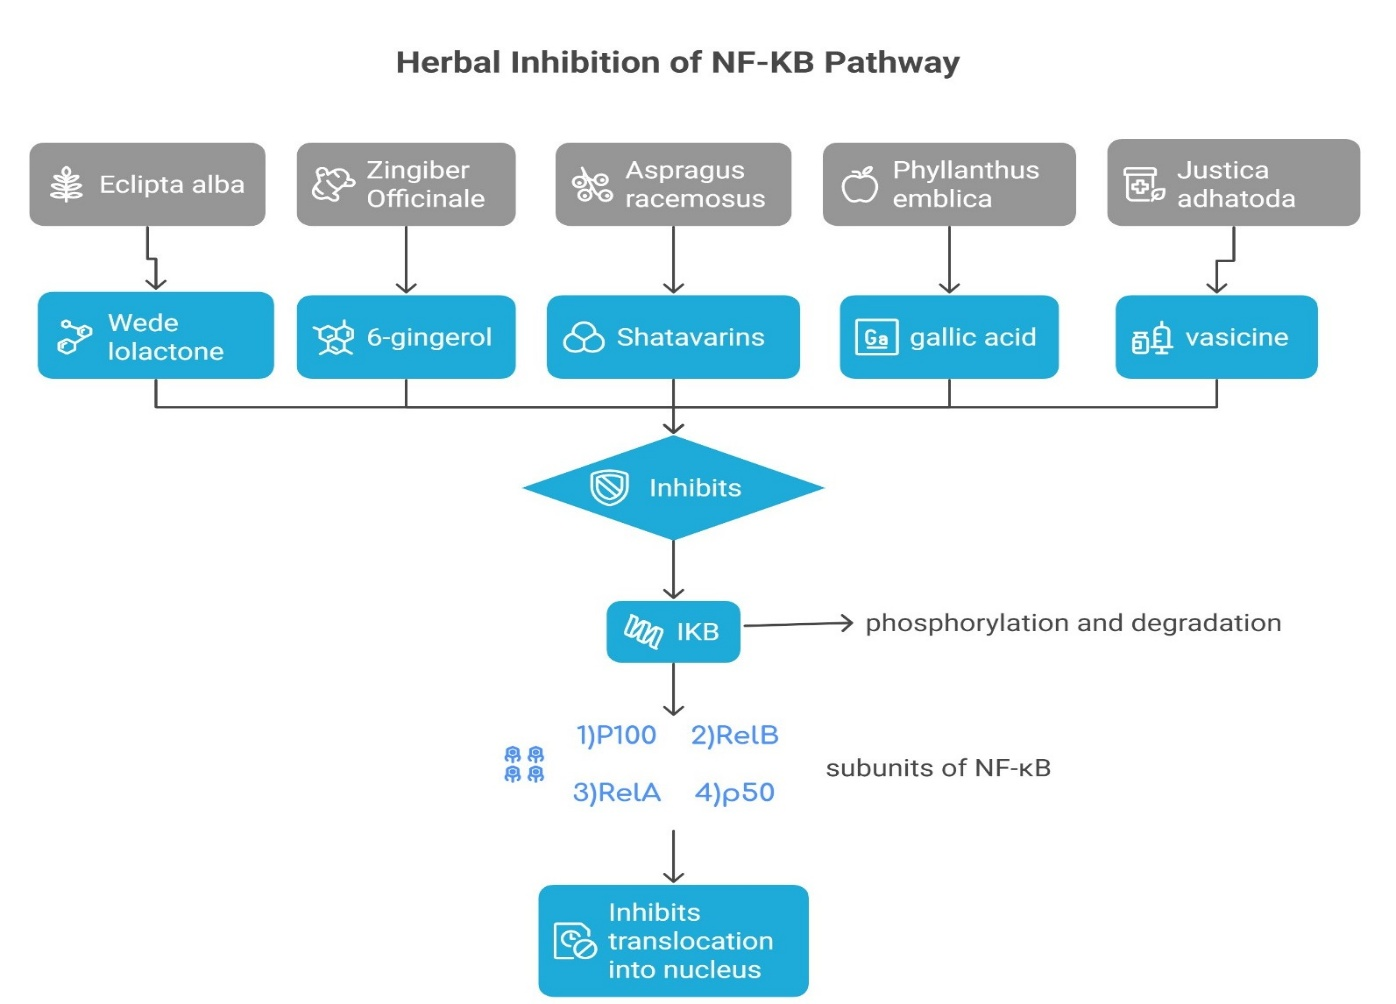 Herbal Inhibition of NF-KB Pathway
Eclipta alba
Zingiber
Officinale
Aspragus
racemosus
Phyllanthus
emblica
Justica
adhatoda
Wede
lolactone
6-gingerol
Shatavarins
Ga
gallic acid
vasicine
Inhibits
IKB
phosphorylation and degradation
1)P100 2)RelB
3)RelA 4)p50
subunits of NF-κB
Inhibits
translocation
into nucleus